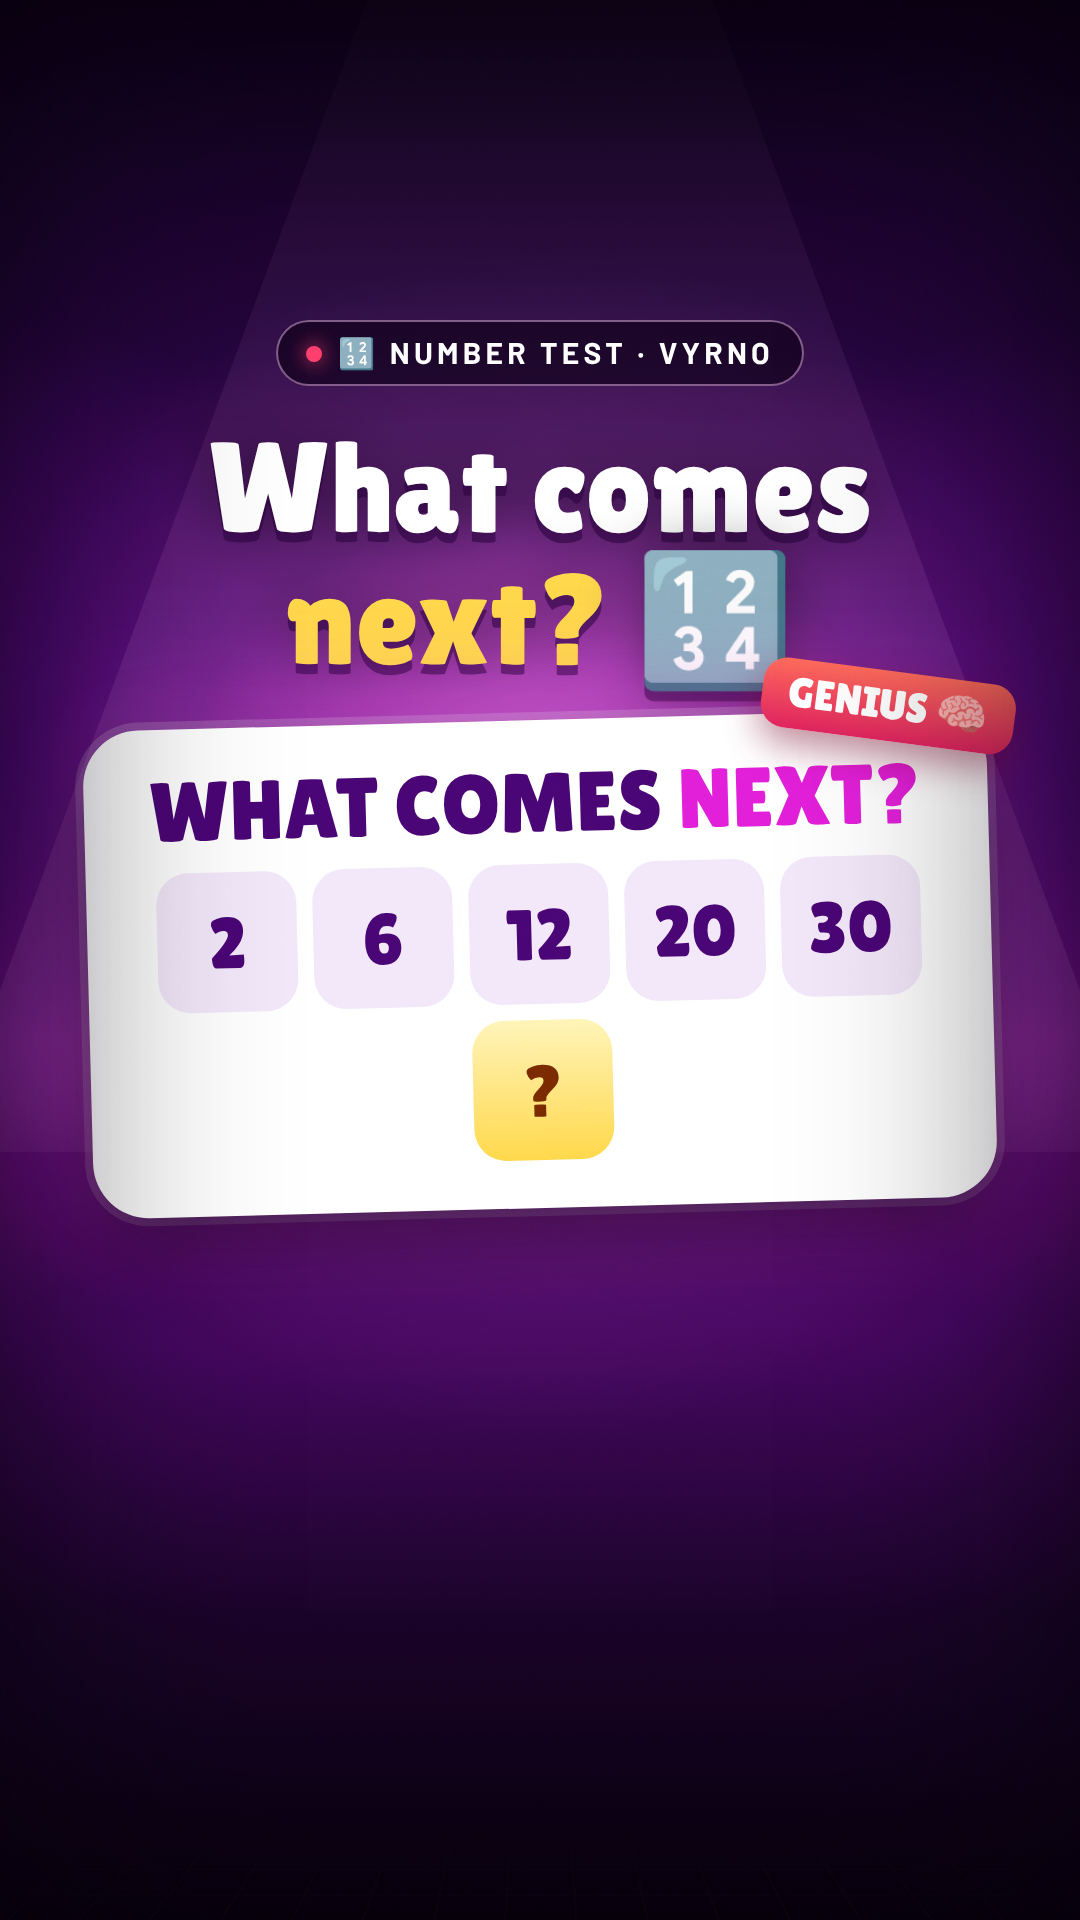 🔢 NUMBER TEST · VYRNO
What comes
next? 🔢
GENIUS 🧠
WHAT COMES NEXT?
2 6 12 20 30
?